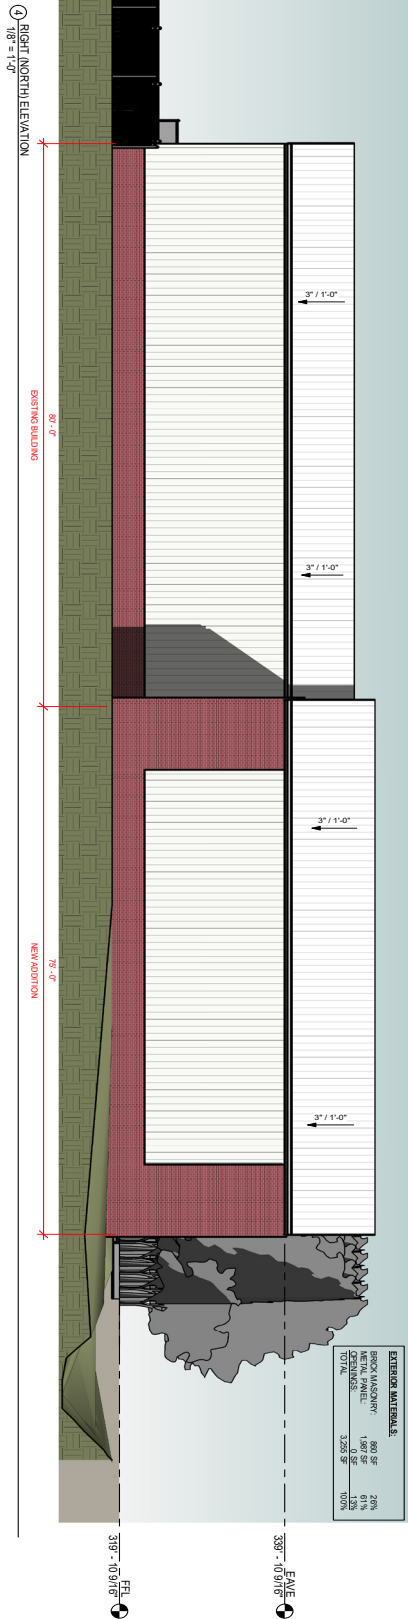 4
RIGHT (NORTH) ELEVATION
1/8" = 1'-0"
80' - 0"
EXISTING BUILDING
75' - 0"
NEW ADDITION
3" / 1'-0"
3" / 1'-0"
3" / 1'-0"
3" / 1'-0"
EXTERIOR MATERIALS:
BRICK MASONRY: 860 SF 26%
METAL PANEL: 1,987 SF 61%
OPENINGS: 0 SF 13%
TOTAL 3,255 SF 100%
EAVE
339' - 10 9/16"
FFL
319' - 10 9/16"